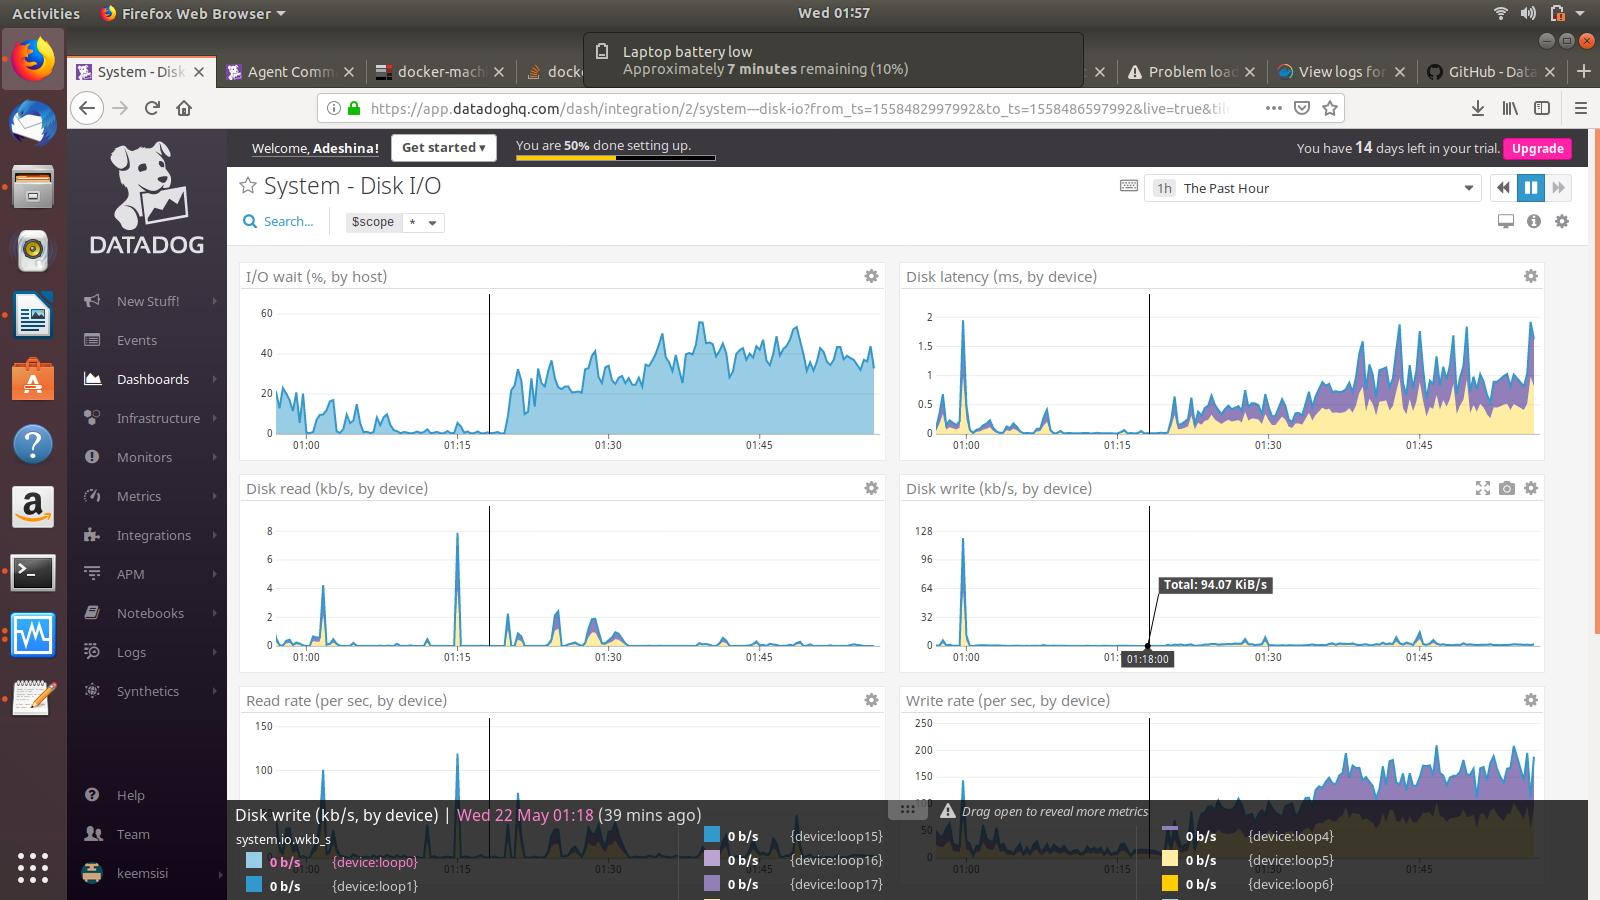 Activities
Firefox Web Browser
Wed 01:57
Laptop battery low
Approximately 7 minutes remaining (10%)
System - Disk
Agent Comm
docker-mach
docke
Problem load
View logs for
GitHub - Data
https://app.datadoghq.com/dash/integration/2/system---disk-io?from_ts=1558482997992&to_ts=1558486597992&live=true&til
DATADOG
New Stuff!
Events
Dashboards
Infrastructure
Monitors
Metrics
Integrations
APM
Notebooks
Logs
Synthetics
Help
Team
keemsisi
Welcome, Adeshina!
Get started ▾
You are 50% done setting up.
You have 14 days left in your trial.
Upgrade
System - Disk I/O
1h The Past Hour
Search...
$scope *
I/O wait (%, by host)
60
40
20
0
01:00 01:15 01:30 01:45
Disk latency (ms, by device)
2
1.5
1
0.5
0
01:00 01:15 01:30 01:45
Disk read (kb/s, by device)
8
6
4
2
0
01:00 01:15 01:30 01:45
Disk write (kb/s, by device)
128
96
64
32
0
Total: 94.07 KiB/s
01:00 01:1 01:18:00 01:30 01:45
Read rate (per sec, by device)
150
100
50
0
01:00 01:15 01:30 01:45
Write rate (per sec, by device)
250
200
150
100
50
0
01:00 01:15 01:30 01:45
Disk write (kb/s, by device) | Wed 22 May 01:18 (39 mins ago)
Drag open to reveal more metrics
system.io.wkb_s
0 b/s {device:loop0}
0 b/s {device:loop1}
0 b/s {device:loop15}
0 b/s {device:loop16}
0 b/s {device:loop17}
0 b/s {device:loop4}
0 b/s {device:loop5}
0 b/s {device:loop6}